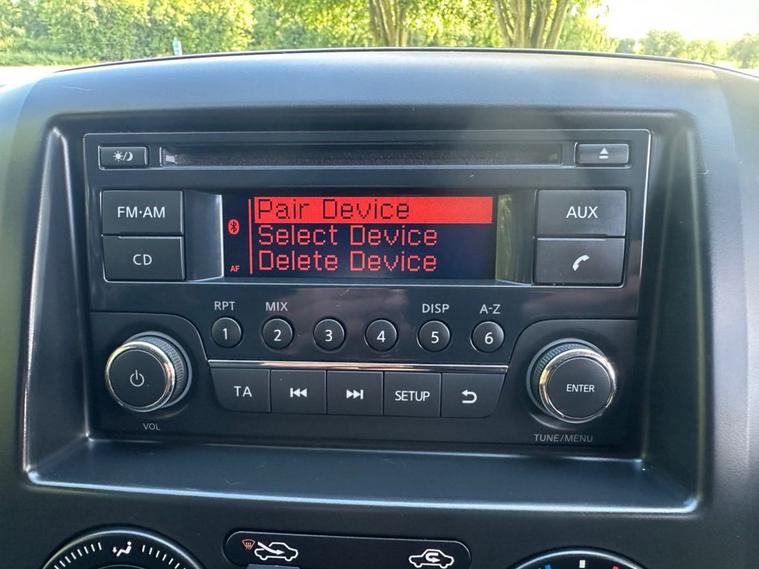 FM·AM
CD
Pair Device
Select Device
Delete Device
AF
AUX
RPT
MIX
DISP
A-Z
1
2
3
4
5
6
TA
SETUP
ENTER
VOL
TUNE/MENU